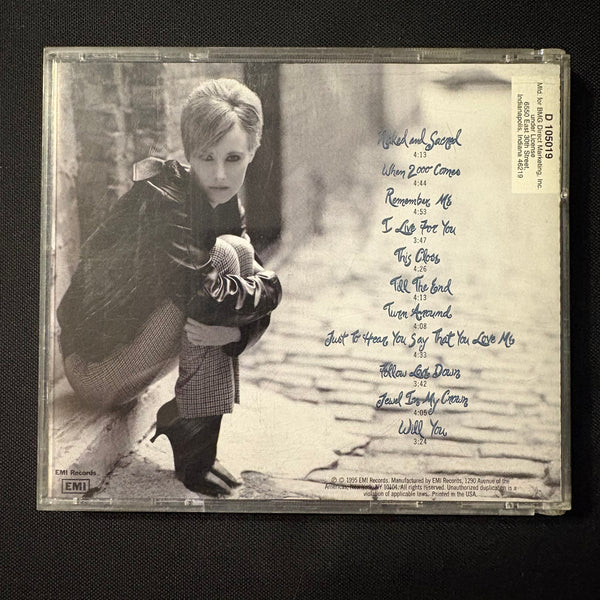 Naked and Sacred
4:13
When 2000 Comes
4:44
Remember Me
4:53
I Live For You
3:47
This Close
4:26
Till The End
4:13
Turn Around
4:08
Just To Hear You Say That You Love Me
4:33
Follow Love Down
3:42
Jewel In My Crown
4:05
Will You
3:24
D 105019
Mfd. for BMG Direct Marketing, Inc.
under License
6550 East 30th Street,
Indianapolis, Indiana 46219
EMI Records
EMI
℗ © 1995 EMI Records. Manufactured by EMI Records, 1290 Avenue of the
Americas, New York, NY 10104. All rights reserved. Unauthorized duplication is a
violation of applicable laws. Printed in the USA.